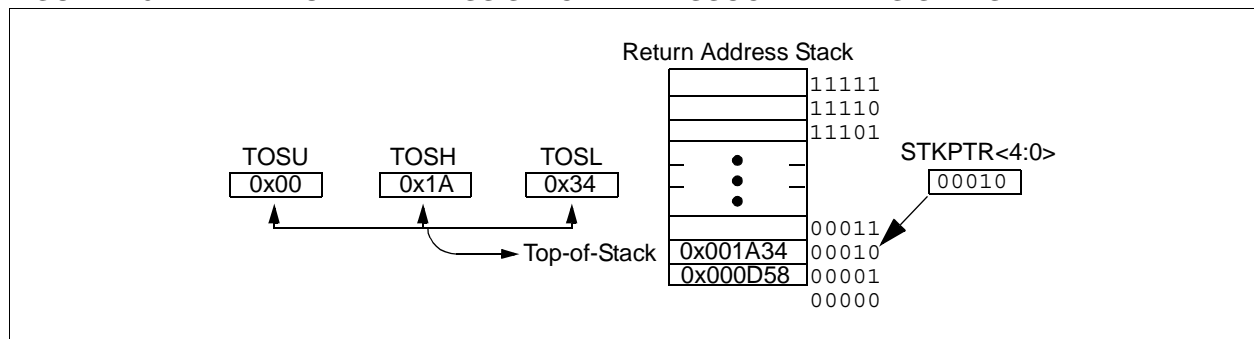 Return Address Stack
11111
11110
11101
TOSU TOSH TOSL STKPTR<4:0>
0x00 0x1A 0x34 00010
00011
Top-of-Stack 0x001A34 00010
0x000D58 00001
00000